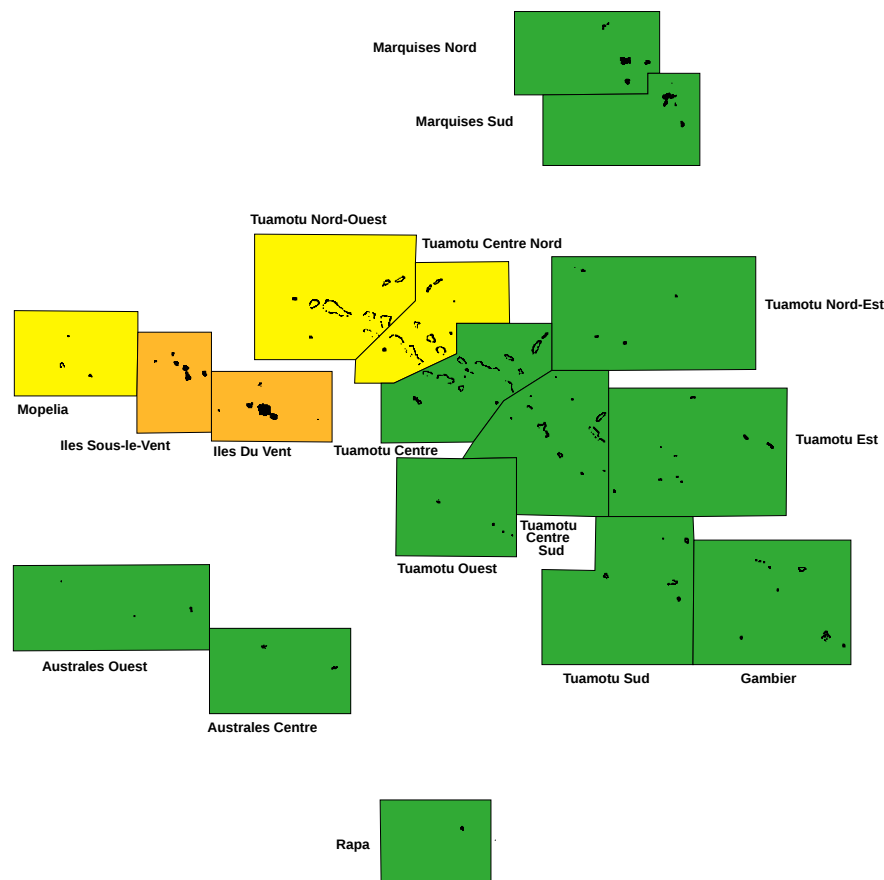 Marquises Nord
Marquises Sud
Tuamotu Nord-Ouest
Tuamotu Centre Nord
Tuamotu Nord-Est
Mopelia
Iles Sous-le-Vent
Iles Du Vent
Tuamotu Centre
Tuamotu Est
Tuamotu
Centre
Sud
Tuamotu Ouest
Australes Ouest
Tuamotu Sud
Gambier
Australes Centre
Rapa